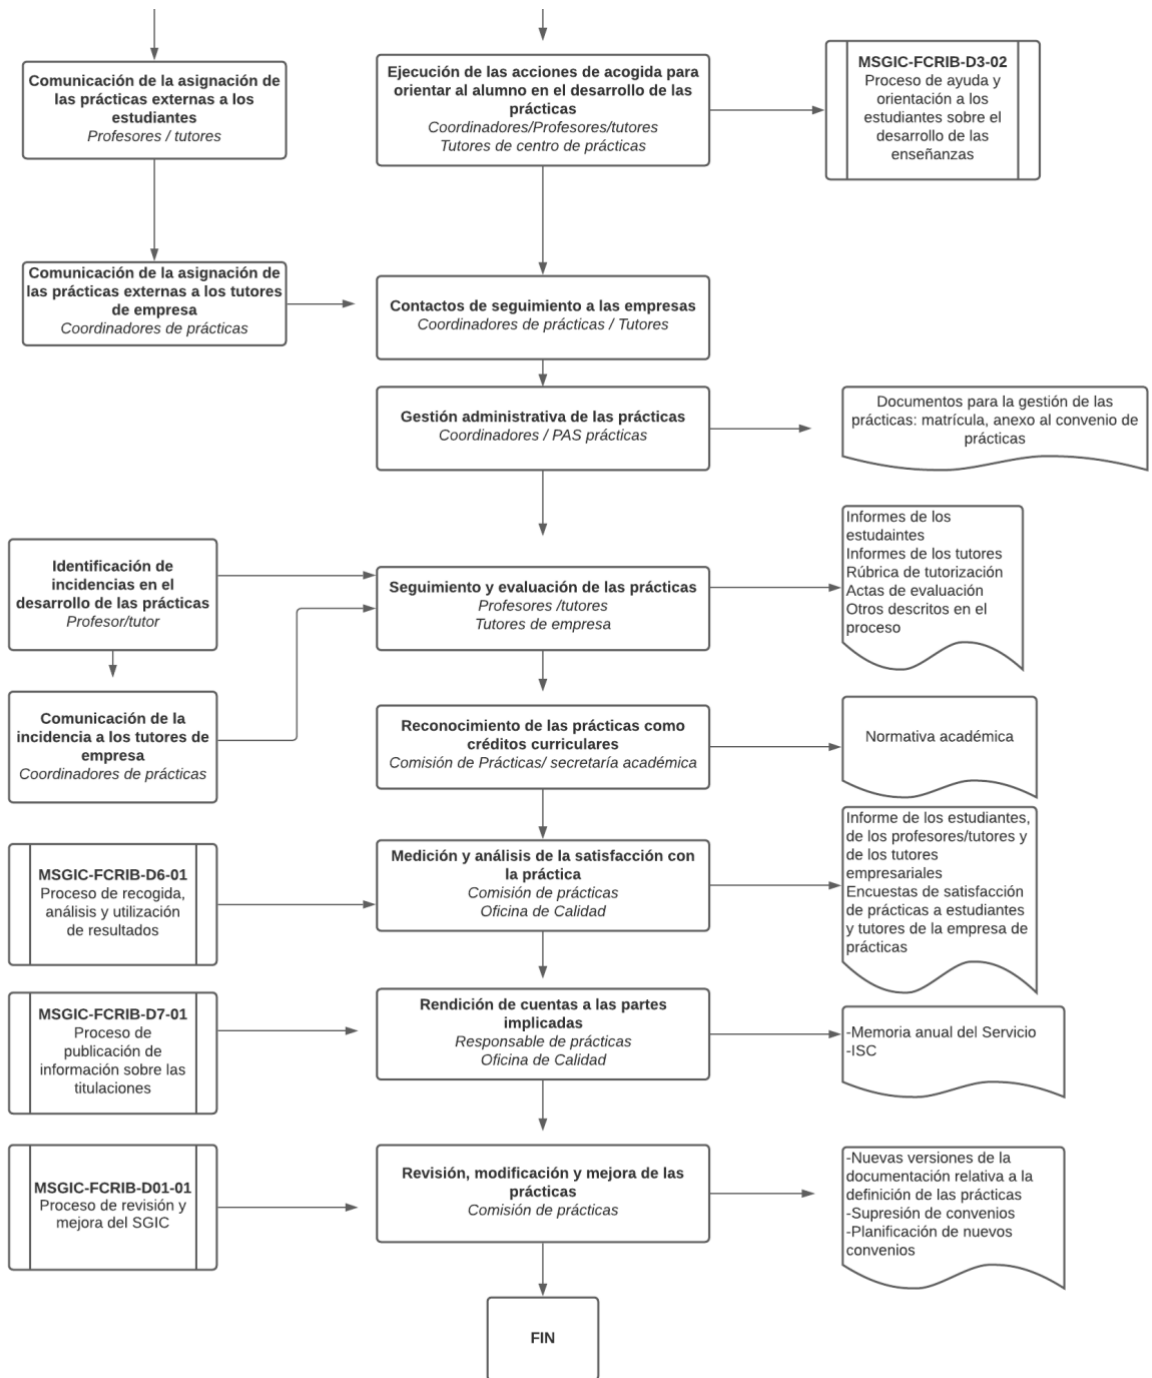 Comunicación de la asignación de
las prácticas externas a los
estudiantes
Profesores / tutores
Ejecución de las acciones de acogida para
orientar al alumno en el desarrollo de las
prácticas
Coordinadores/Profesores/tutores
Tutores de centro de prácticas
MSGIC-FCRIB-D3-02
Proceso de ayuda y
orientación a los
estudiantes sobre el
desarrollo de las
enseñanzas
Comunicación de la asignación de
las prácticas externas a los tutores
de empresa
Coordinadores de prácticas
Contactos de seguimiento a las empresas
Coordinadores de prácticas / Tutores
Gestión administrativa de las prácticas
Coordinadores / PAS prácticas
Documentos para la gestión de las
prácticas: matrícula, anexo al convenio de
prácticas
Identificación de
incidencias en el
desarrollo de las prácticas
Profesor/tutor
Seguimiento y evaluación de las prácticas
Profesores /tutores
Tutores de empresa
Informes de los
estudaintes
Informes de los tutores
Rúbrica de tutorización
Actas de evaluación
Otros descritos en el
proceso
Comunicación de la
incidencia a los tutores de
empresa
Coordinadores de prácticas
Reconocimiento de las prácticas como
créditos curriculares
Comisión de Prácticas/ secretaría académica
Normativa académica
MSGIC-FCRIB-D6-01
Proceso de recogida,
análisis y utilización
de resultados
Medición y análisis de la satisfacción con
la práctica
Comisión de prácticas
Oficina de Calidad
Informe de los estudiantes,
de los profesores/tutores y
de los tutores
empresariales
Encuestas de satisfacción
de prácticas a estudiantes
y tutores de la empresa de
prácticas
MSGIC-FCRIB-D7-01
Proceso de
publicación de
información sobre las
titulaciones
Rendición de cuentas a las partes
implicadas
Responsable de prácticas
Oficina de Calidad
-Memoria anual del Servicio
-ISC
MSGIC-FCRIB-D01-01
Proceso de revisión y
mejora del SGIC
Revisión, modificación y mejora de las
prácticas
Comisión de prácticas
-Nuevas versiones de la
documentación relativa a la
definición de las prácticas
-Supresión de convenios
-Planificación de nuevos
convenios
FIN